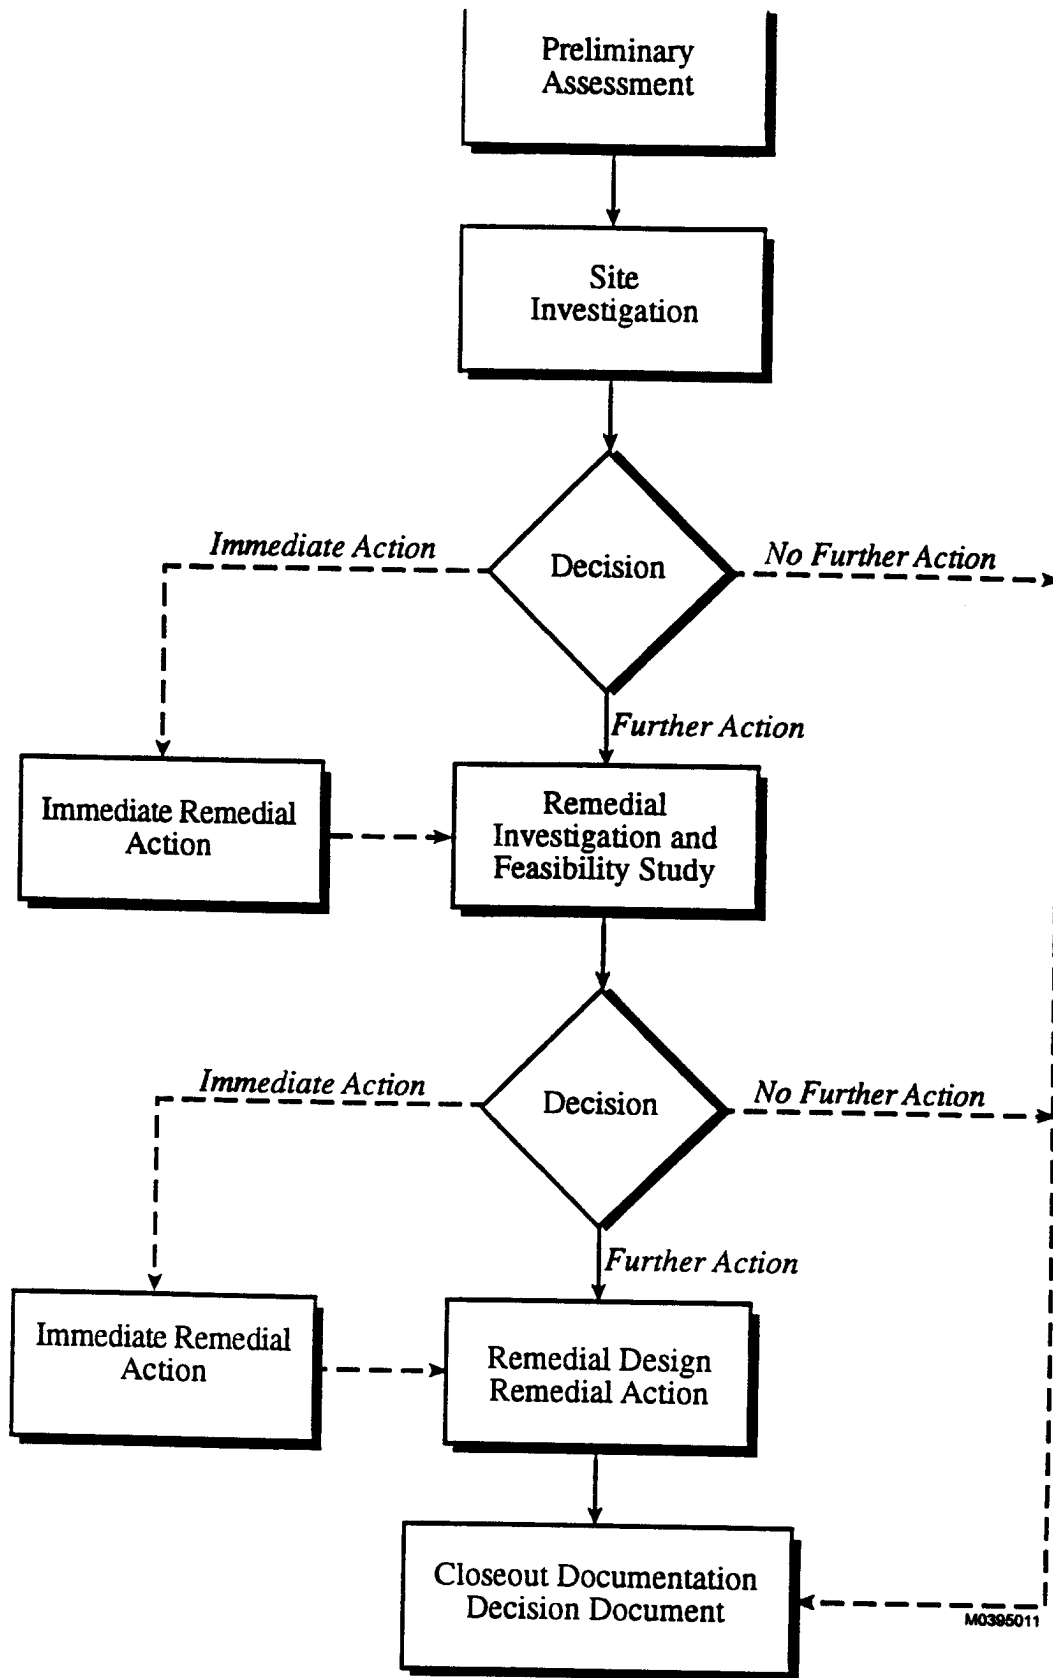 Preliminary
Assessment
Site
Investigation
Immediate Action
Decision
No Further Action
Further Action
Immediate Remedial
Action
Remedial
Investigation and
Feasibility Study
Immediate Action
Decision
No Further Action
Further Action
Immediate Remedial
Action
Remedial Design
Remedial Action
Closeout Documentation
Decision Document
M0395011